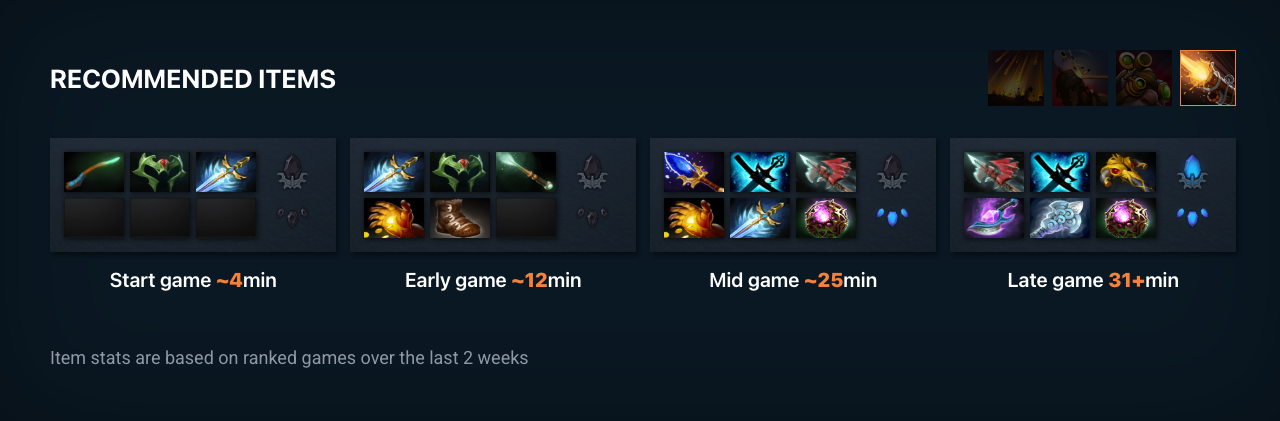 RECOMMENDED ITEMS
Start game ~4min
Early game ~12min
Mid game ~25min
Late game 31+min
Item stats are based on ranked games over the last 2 weeks